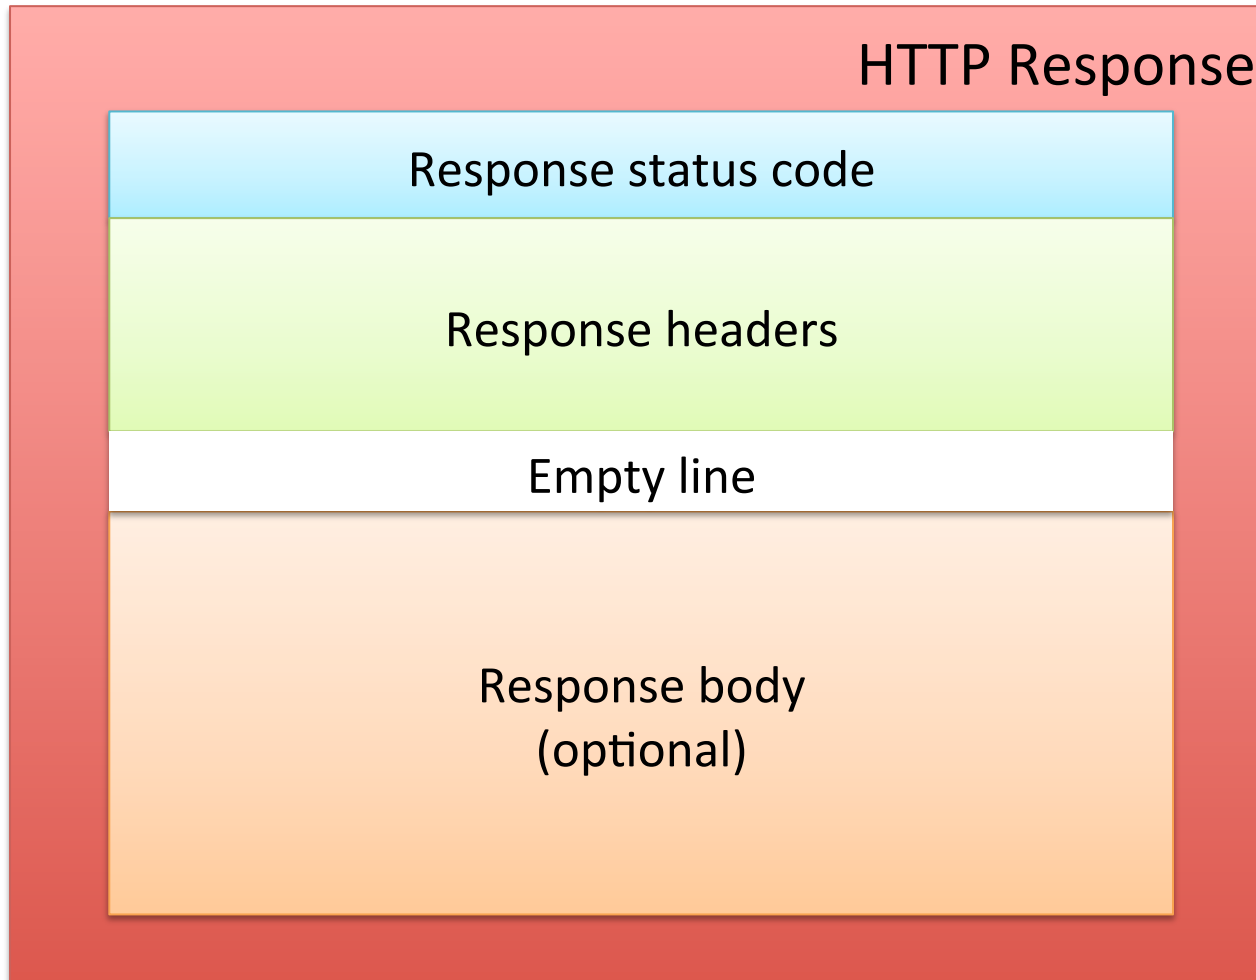 HTTP Response
Response status code
Response headers
Empty line
Response body
(optional)